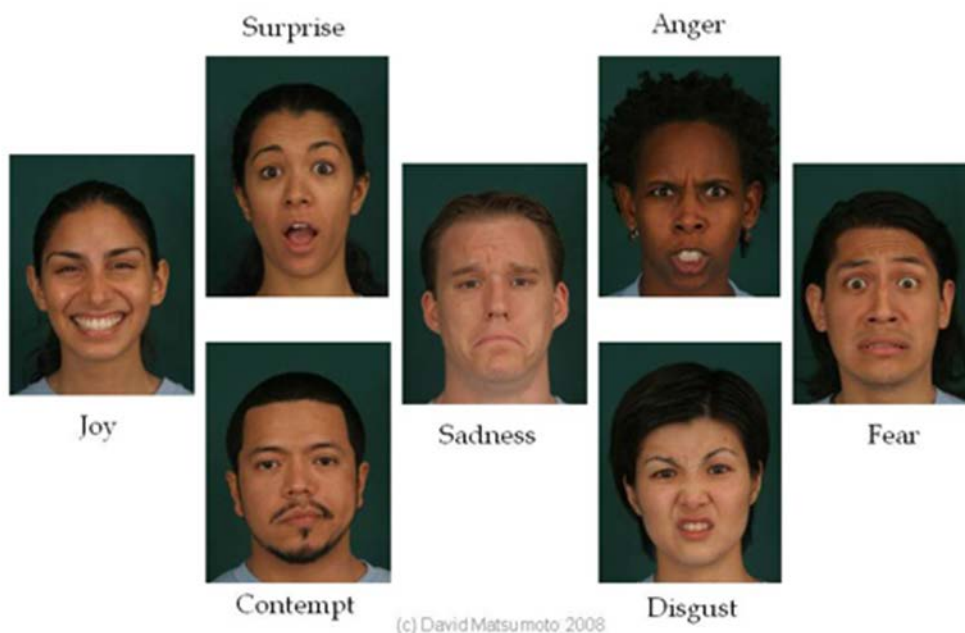 Surprise
Anger
Joy
Sadness
Fear
Contempt
Disgust
(c) David Matsumoto 2008